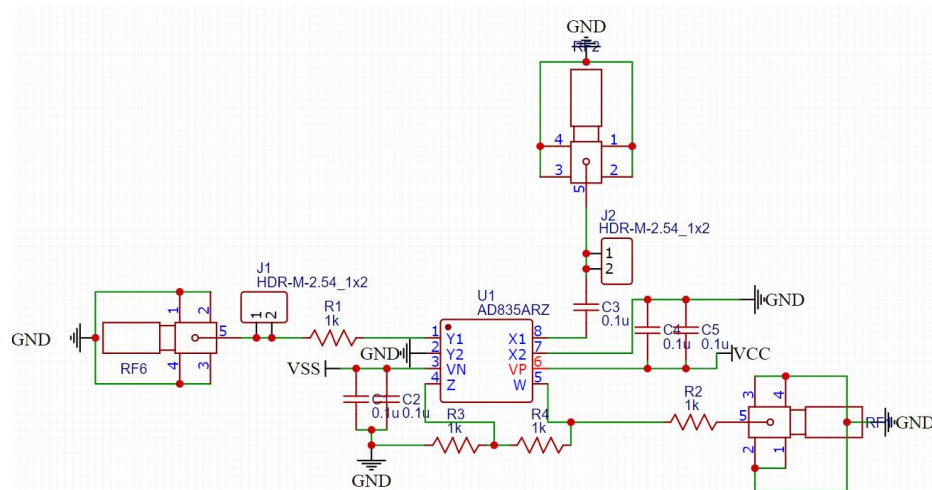 GND
RF2
4
1
3
2
5
J2
HDR-M-2.54_1x2
1
2
J1
HDR-M-2.54_1x2
U1
AD835ARZ
C3
0.1u
GND
1
2
5
1
2
R1
1k
GND
RF6
4
3
1
Y1
X1
8
2
Y2
X2
7
3
VN
VP
6
4
Z
W
5
GND
C4
0.1u
C5
0.1u
VCC
VSS
C
0.1u
C2
0.1u
GND
R3
1k
R4
1k
R2
1k
3
4
5
2
1
RF
GND